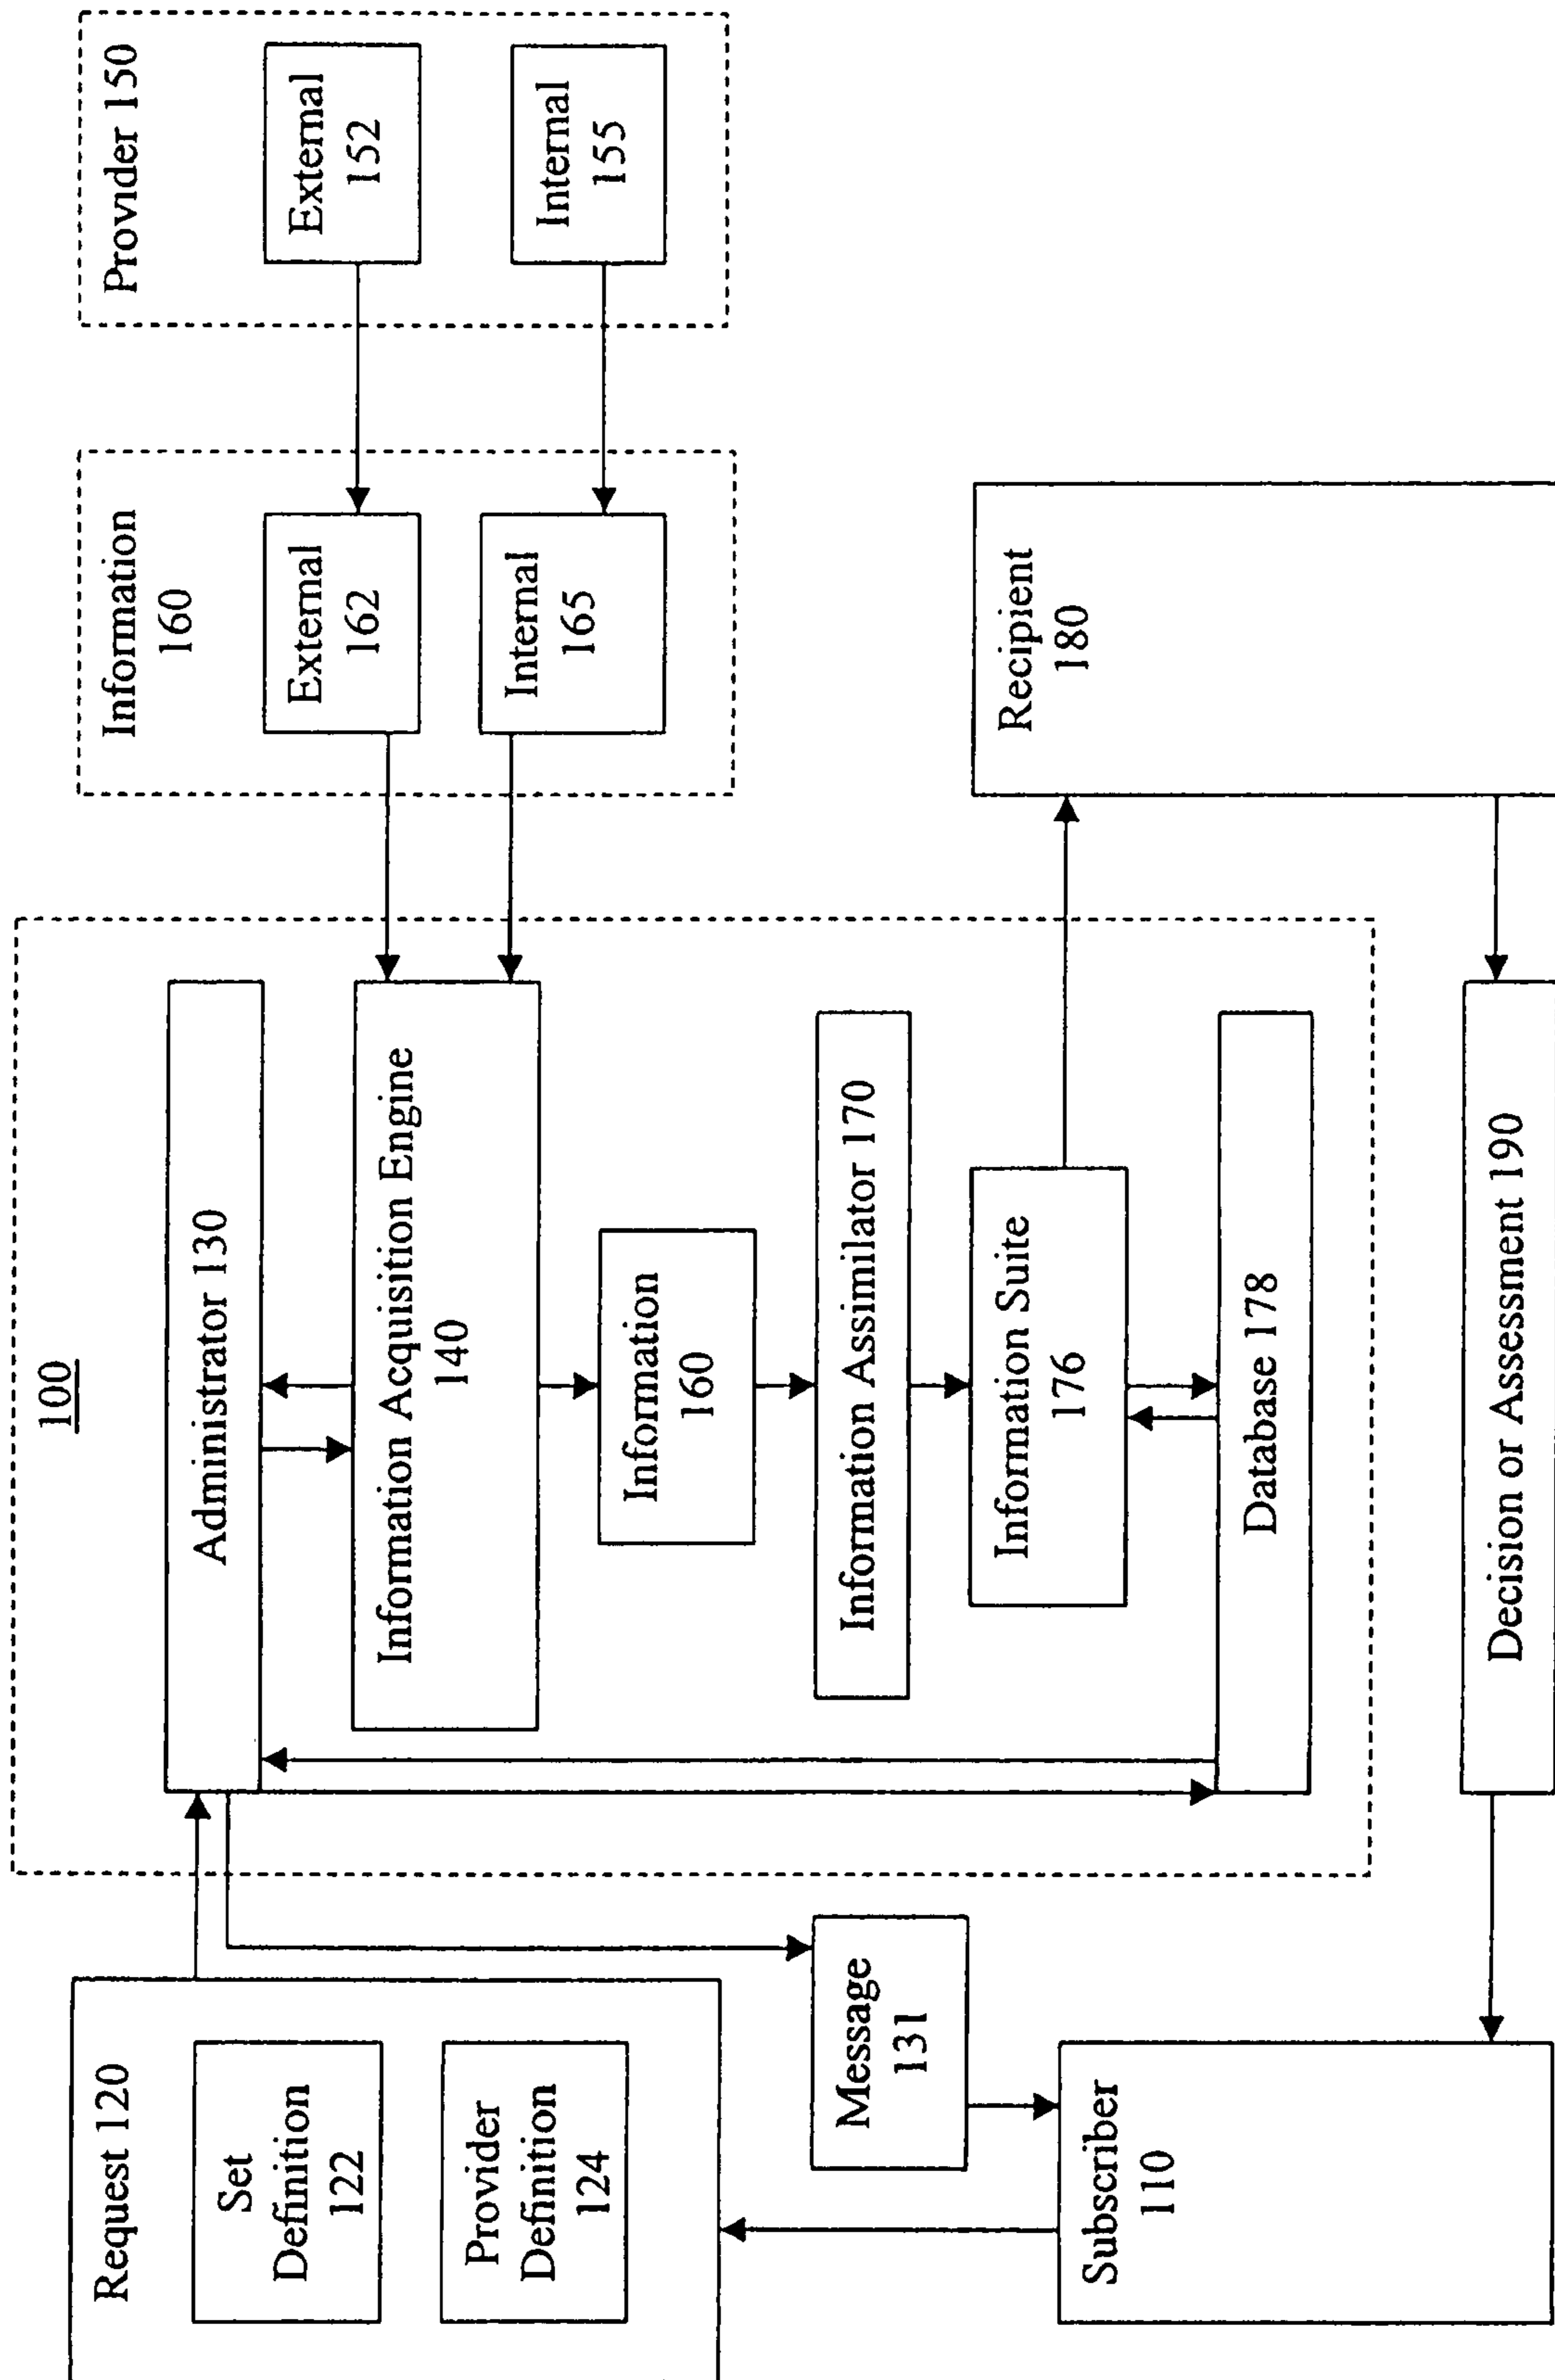 100
Request 120
Set
Definition
122
Provider
Definition
124
Message
131
Subscriber
110
Administrator 130
Information Acquisition Engine
140
Information
160
Information Assimilator 170
Information Suite
176
Database 178
Decision or Assessment 190
Information
160
External
162
Internal
165
Recipient
180
Provider 150
External
152
Internal
155